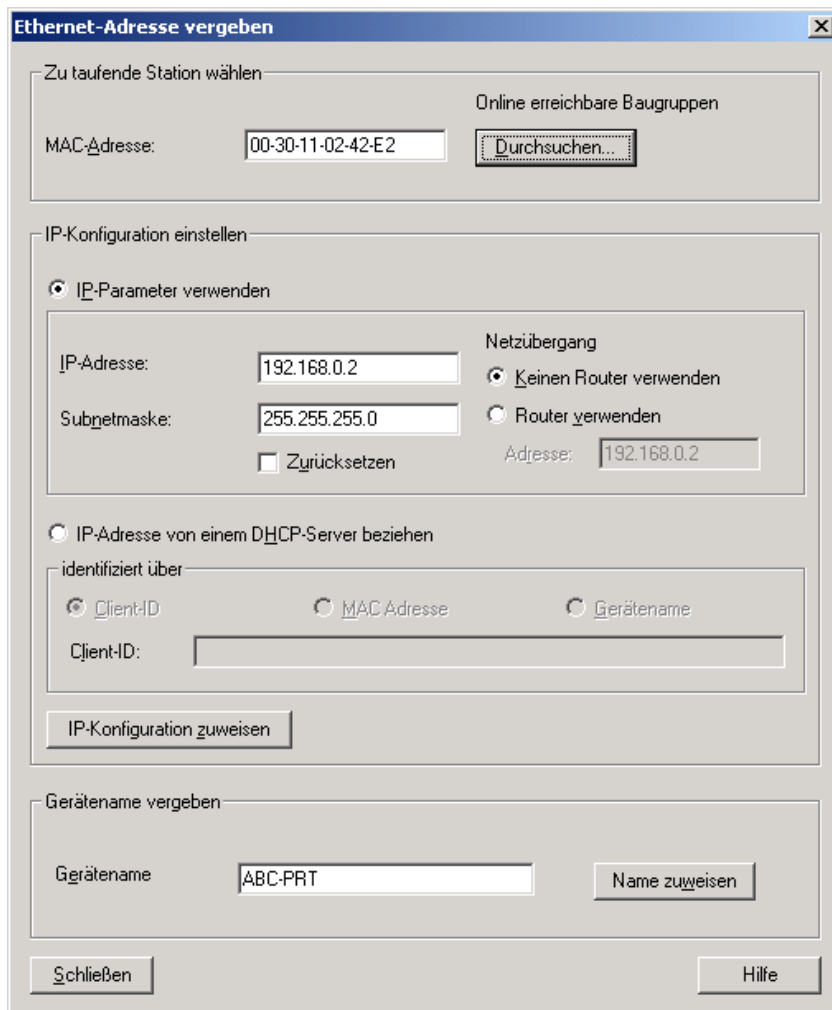 Ethernet-Adresse vergeben
Zu taufende Station wählen
Online erreichbare Baugruppen
MAC-Adresse: 00-30-11-02-42-E2 Durchsuchen...
IP-Konfiguration einstellen
IP-Parameter verwenden
Netzübergang
IP-Adresse: 192.168.0.2
Keinen Router verwenden
Subnetmaske: 255.255.255.0 Router verwenden
Zurücksetzen Adresse: 192.168.0.2
IP-Adresse von einem DHCP-Server beziehen
identifiziert über
Client-ID MAC Adresse Gerätename
Client-ID:
IP-Konfiguration zuweisen
Gerätename vergeben
Gerätename ABC-PRT Name zuweisen
Schließen Hilfe